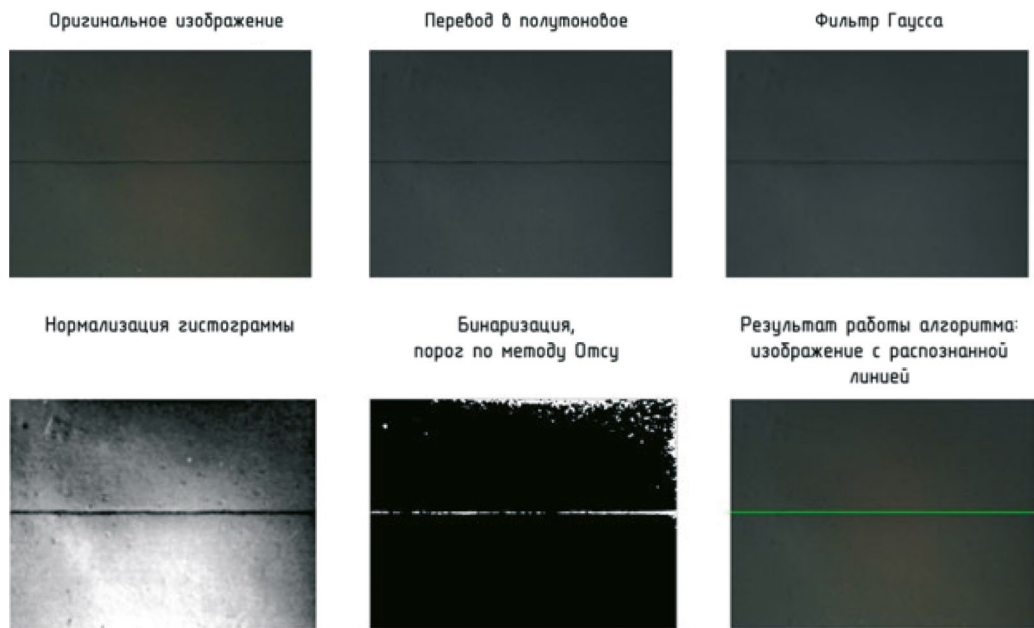 Оригинальное изображение
Перевод в полутоновое
Фильтр Гаусса
Нормализация гистограммы
Бинаризация,
порог по методу Отсу
Результат работы алгоритма:
изображение с распознанной
линией